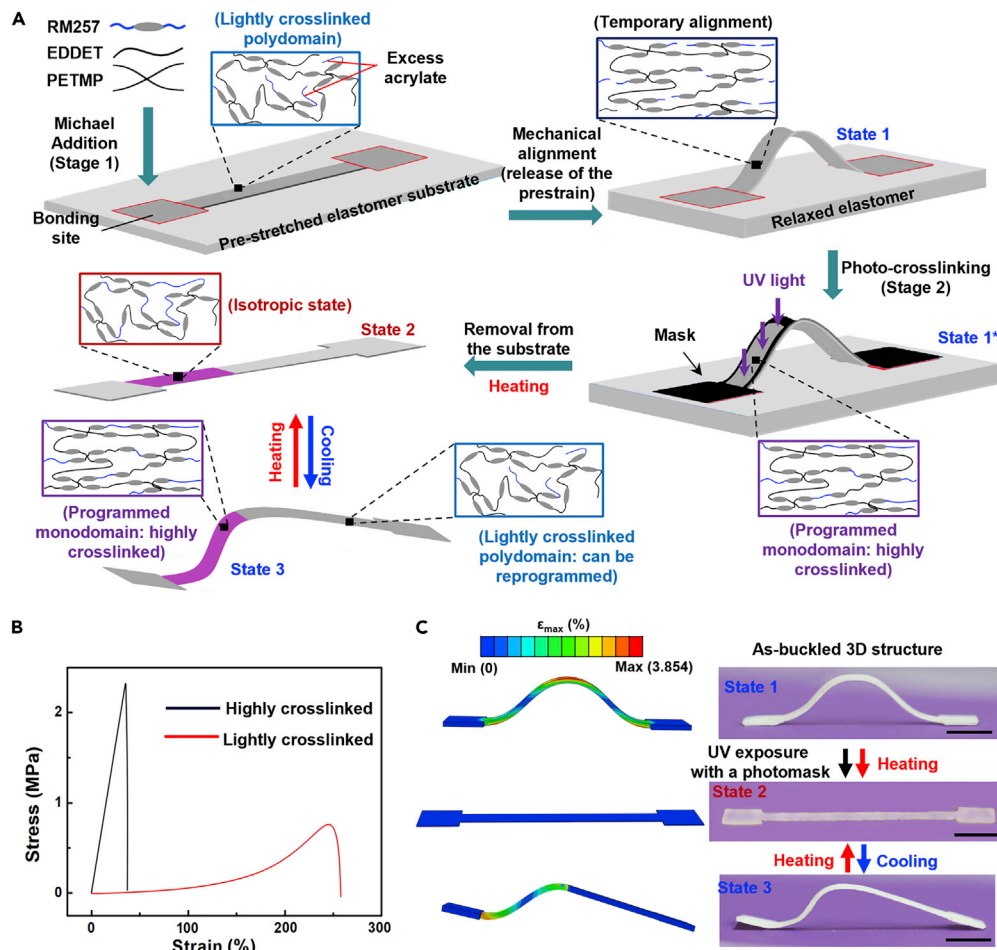 A
RM257
EDDET
PETMP
Michael
Addition
(Stage 1)
(Lightly crosslinked
polydomain)
Excess
acrylate
Bonding
site
Pre-stretched elastomer substrate
Mechanical
alignment
(release of the
prestrain)
(Temporary alignment)
State 1
Relaxed elastomer
Photo-crosslinking
(Stage 2)
UV light
Mask
State 1*
(Programmed
monodomain: highly
crosslinked)
Removal from
the substrate
Heating
(Isotropic state)
State 2
Heating
Cooling
(Programmed
monodomain: highly
crosslinked)
State 3
(Lightly crosslinked
polydomain: can be
reprogrammed)
B
Stress (MPa)
2
1
0
Highly crosslinked
Lightly crosslinked
0
100
200
300
Strain (%)
C
εmax (%)
Min (0)
Max (3.854)
As-buckled 3D structure
State 1
UV exposure
with a photomask
Heating
State 2
Heating
Cooling
State 3